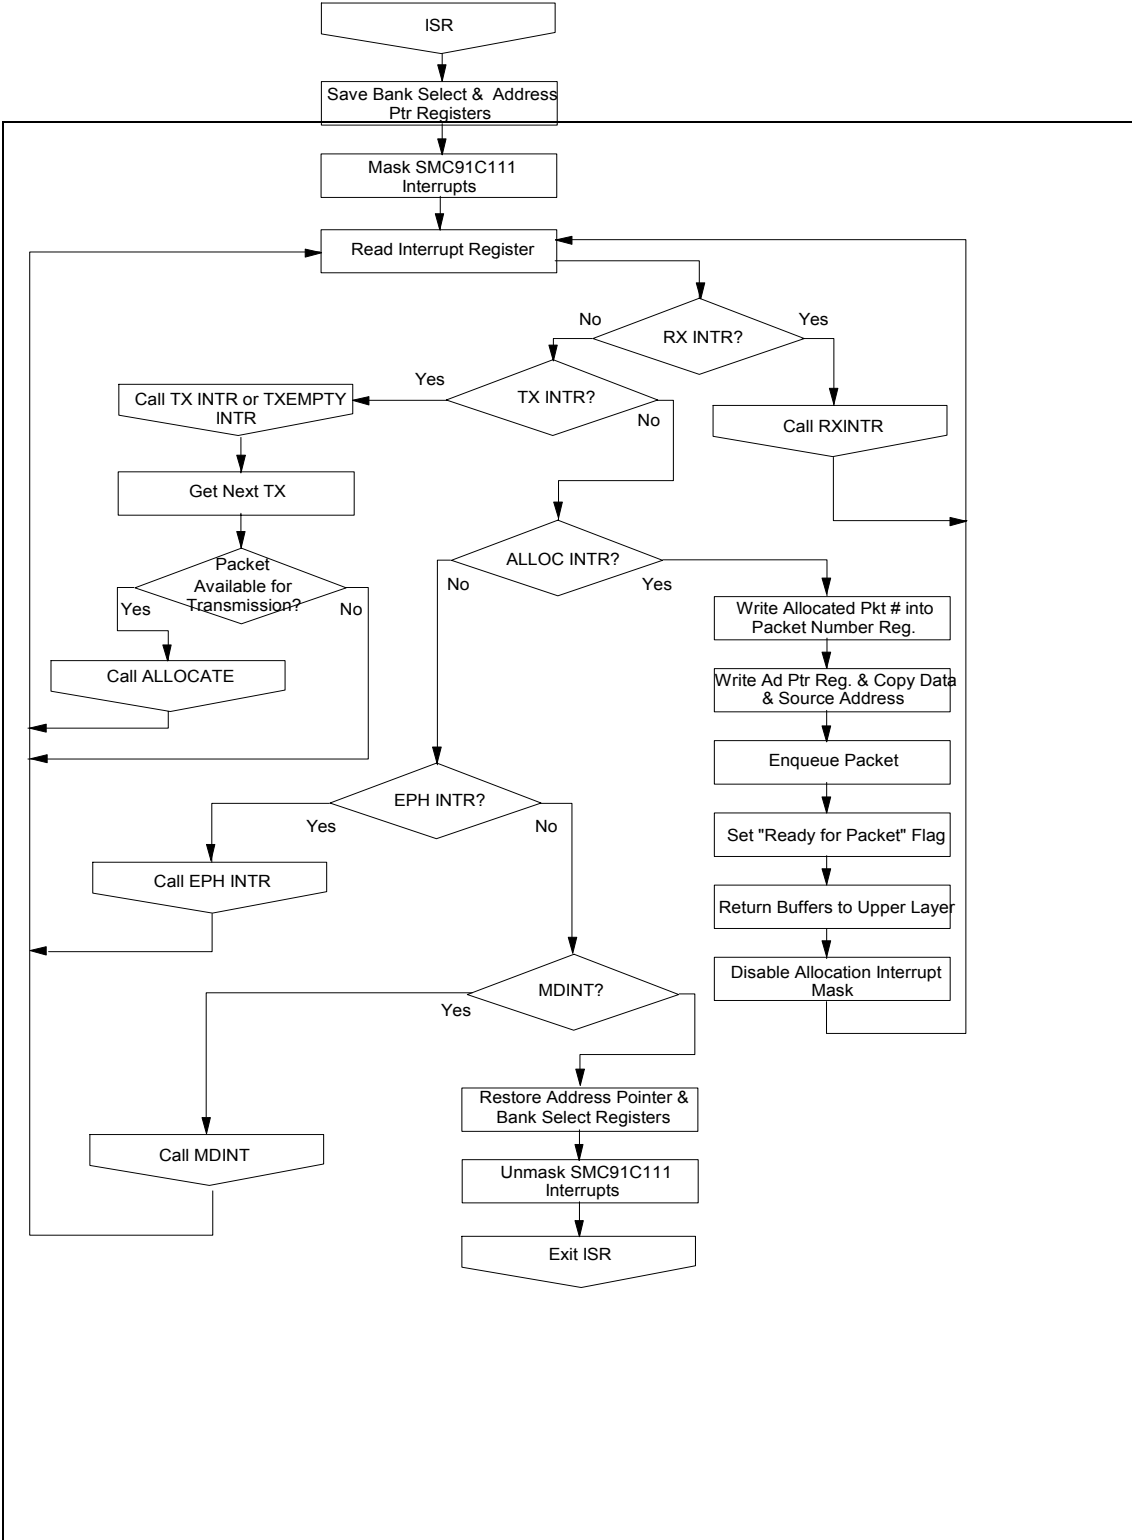 ISR
Save Bank Select & Address
Ptr Registers
Mask SMC91C111
Interrupts
Read Interrupt Register
RX INTR?
No
Yes
TX INTR?
Yes
No
Call TX INTR or TXEMPTY
INTR
Call RXINTR
Get Next TX
ALLOC INTR?
No
Yes
Packet
Available for
Transmission?
Yes
No
Write Allocated Pkt # into
Packet Number Reg.
Call ALLOCATE
Write Ad Ptr Reg. & Copy Data
& Source Address
Enqueue Packet
EPH INTR?
Yes
No
Set "Ready for Packet" Flag
Call EPH INTR
Return Buffers to Upper Layer
Disable Allocation Interrupt
Mask
MDINT?
Yes
Restore Address Pointer &
Bank Select Registers
Call MDINT
Unmask SMC91C111
Interrupts
Exit ISR